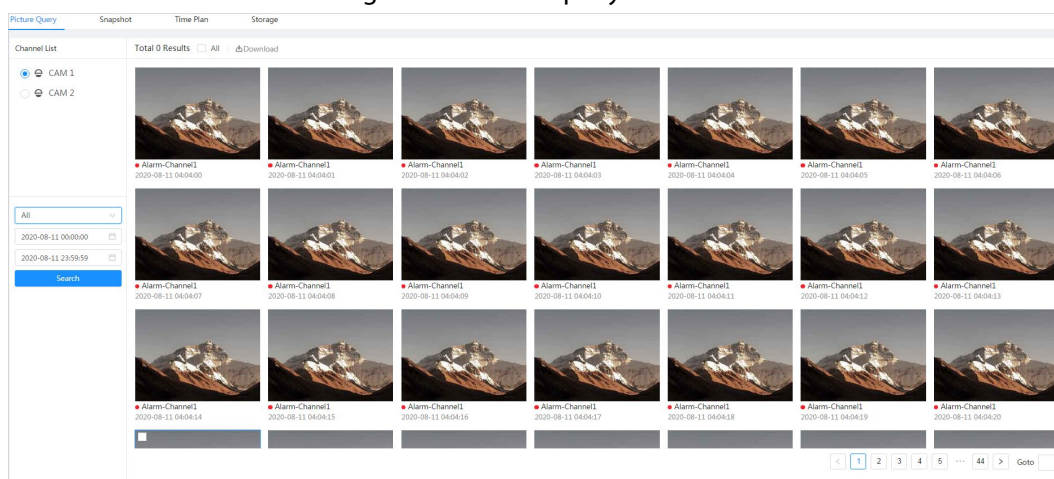 Picture Query Snapshot Time Plan Storage
Channel List
Total 0 Results All Download
CAM 1
CAM 2
All
2020-08-11 00:00:00
2020-08-11 23:59:59
Search
Alarm-Channel1 Alarm-Channel1 Alarm-Channel1 Alarm-Channel1 Alarm-Channel1 Alarm-Channel1 Alarm-Channel1
2020-08-11 04:04:00 2020-08-11 04:04:01 2020-08-11 04:04:02 2020-08-11 04:04:03 2020-08-11 04:04:04 2020-08-11 04:04:05 2020-08-11 04:04:06
Alarm-Channel1 Alarm-Channel1 Alarm-Channel1 Alarm-Channel1 Alarm-Channel1 Alarm-Channel1 Alarm-Channel1
2020-08-11 04:04:07 2020-08-11 04:04:08 2020-08-11 04:04:09 2020-08-11 04:04:10 2020-08-11 04:04:11 2020-08-11 04:04:12 2020-08-11 04:04:13
Alarm-Channel1 Alarm-Channel1 Alarm-Channel1 Alarm-Channel1 Alarm-Channel1 Alarm-Channel1 Alarm-Channel1
2020-08-11 04:04:14 2020-08-11 04:04:15 2020-08-11 04:04:16 2020-08-11 04:04:17 2020-08-11 04:04:18 2020-08-11 04:04:19 2020-08-11 04:04:20
< 1 2 3 4 5 ··· 44 > Goto